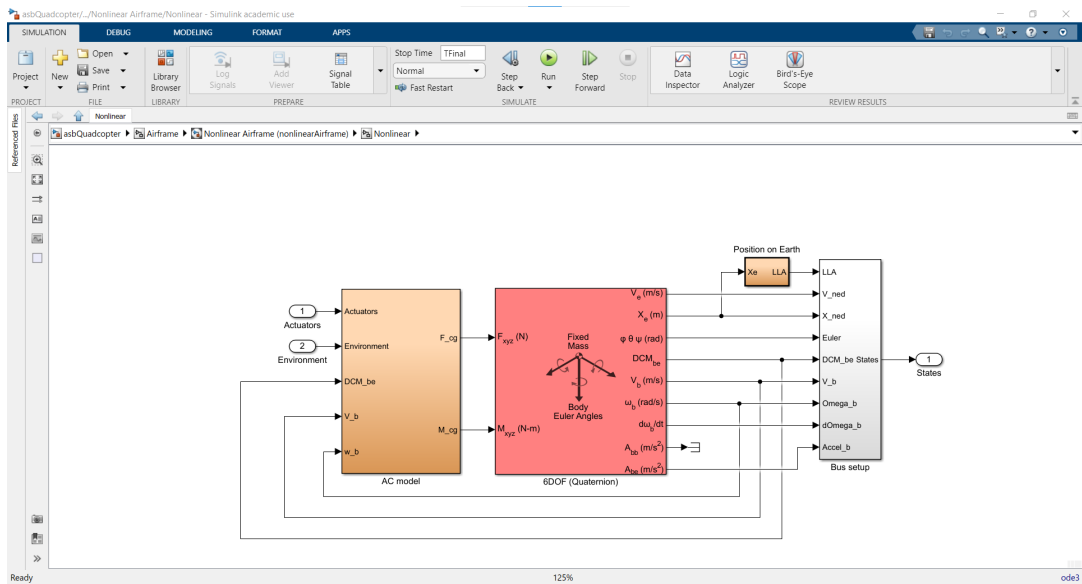 asbQuadcopter/.../Nonlinear Airframe/Nonlinear - Simulink academic use
SIMULATION DEBUG MODELING FORMAT APPS
Project
New
Open
Save
Print
Library Browser
Log Signals
Add Viewer
Signal Table
Stop Time TFinal
Normal
Fast Restart
Step Back
Run
Step Forward
Stop
Data Inspector
Logic Analyzer
Bird's-Eye Scope
PROJECT FILE LIBRARY PREPARE SIMULATE REVIEW RESULTS
Referenced Files
Nonlinear
asbQuadcopter Airframe Nonlinear Airframe (nonlinearAirframe) Nonlinear
1
Actuators
2
Environment
Actuators
Environment
DCM_be
V_b
w_b
F_cg
M_cg
AC model
F_xyz (N)
M_xyz (N-m)
Fixed
Mass
Body
Euler Angles
V_e (m/s)
X_e (m)
φ θ ψ (rad)
DCM_be
V_b (m/s)
ω_b (rad/s)
dω_b/dt
A_bb (m/s²)
A_be (m/s²)
6DOF (Quaternion)
Position on Earth
Xe LLA
LLA
V_ned
X_ned
Euler
DCM_be States
V_b
Omega_b
dOmega_b
Accel_b
Bus setup
1
States
Ready 125% ode3